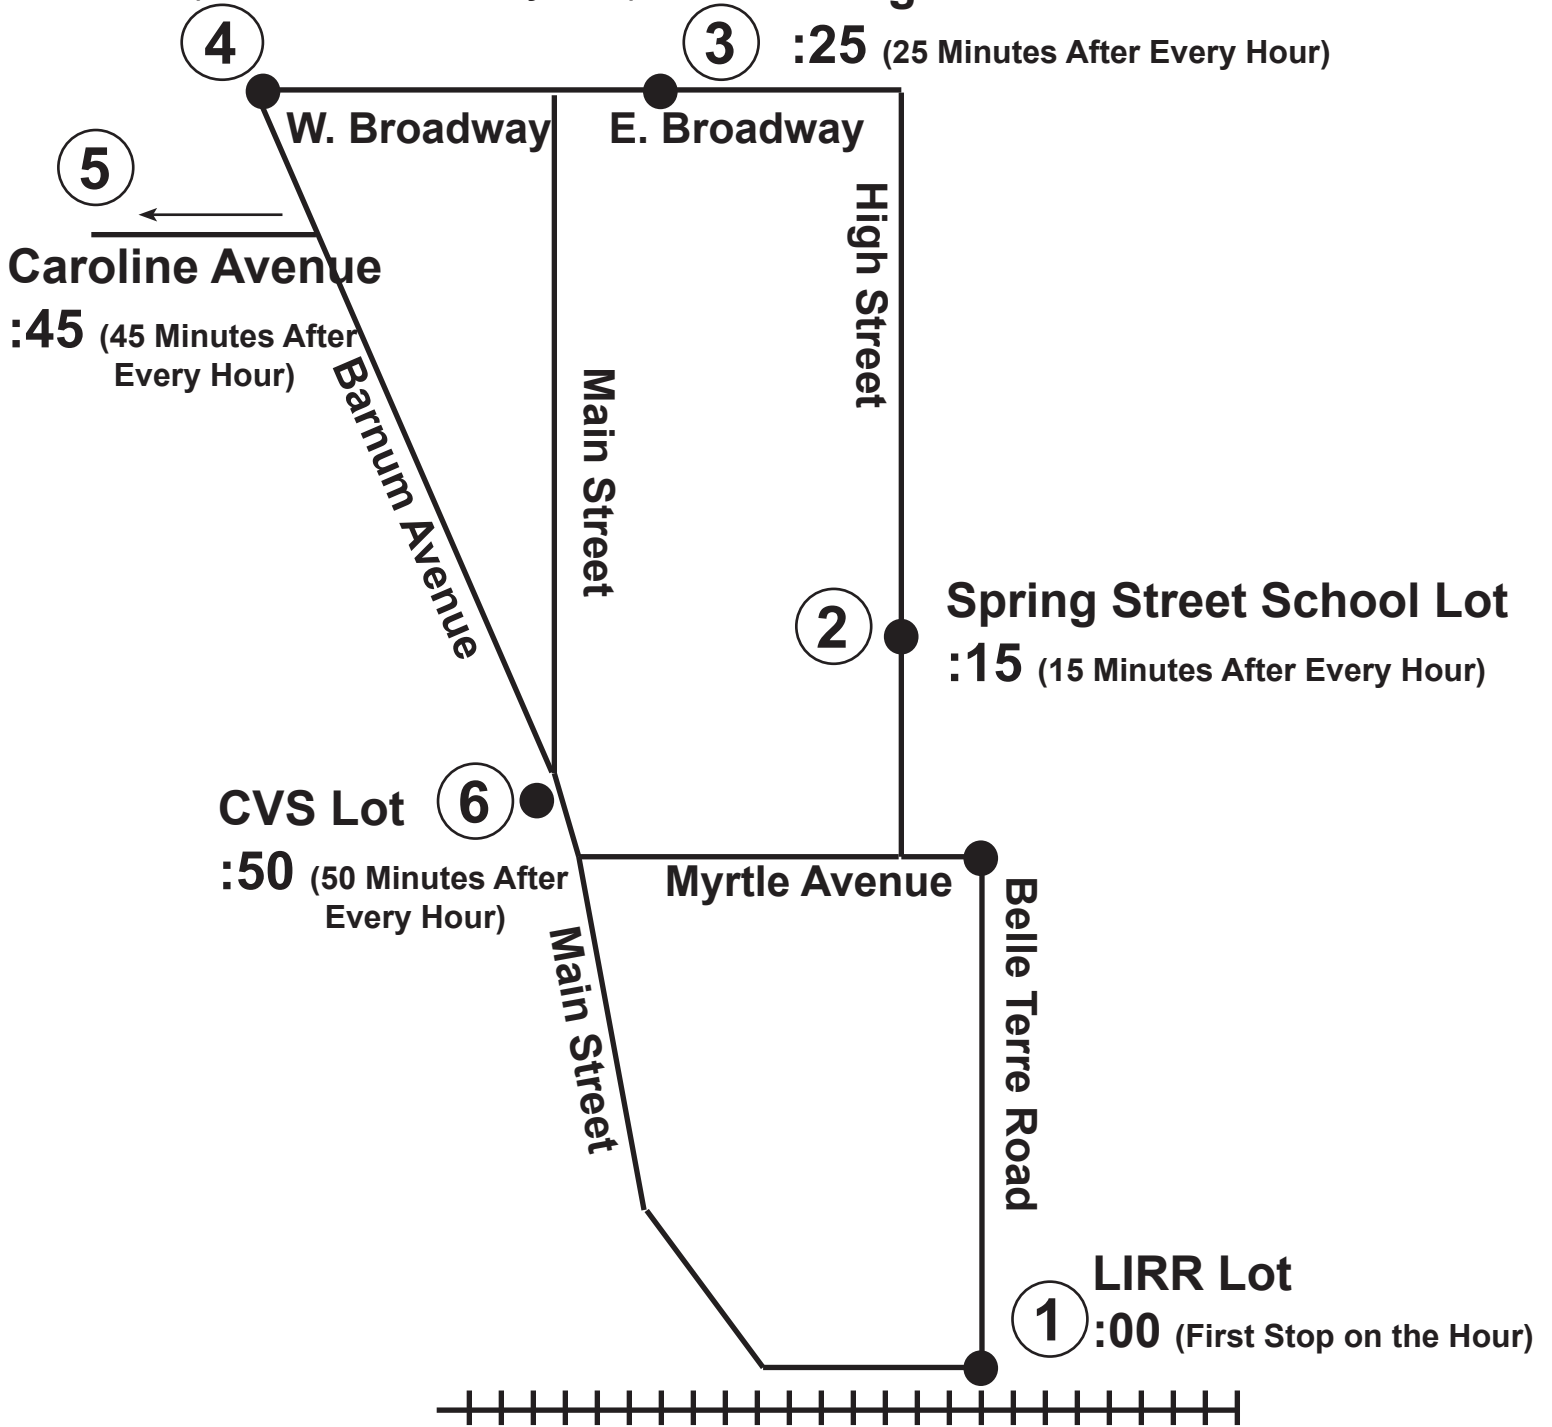 4
3
:25 (25 Minutes After Every Hour)
W. Broadway
E. Broadway
5
Caroline Avenue
:45 (45 Minutes After
Every Hour)
High Street
Main Street
Barnum Avenue
2
Spring Street School Lot
:15 (15 Minutes After Every Hour)
CVS Lot
6
:50 (50 Minutes After
Every Hour)
Myrtle Avenue
Belle Terre Road
Main Street
LIRR Lot
1
:00 (First Stop on the Hour)